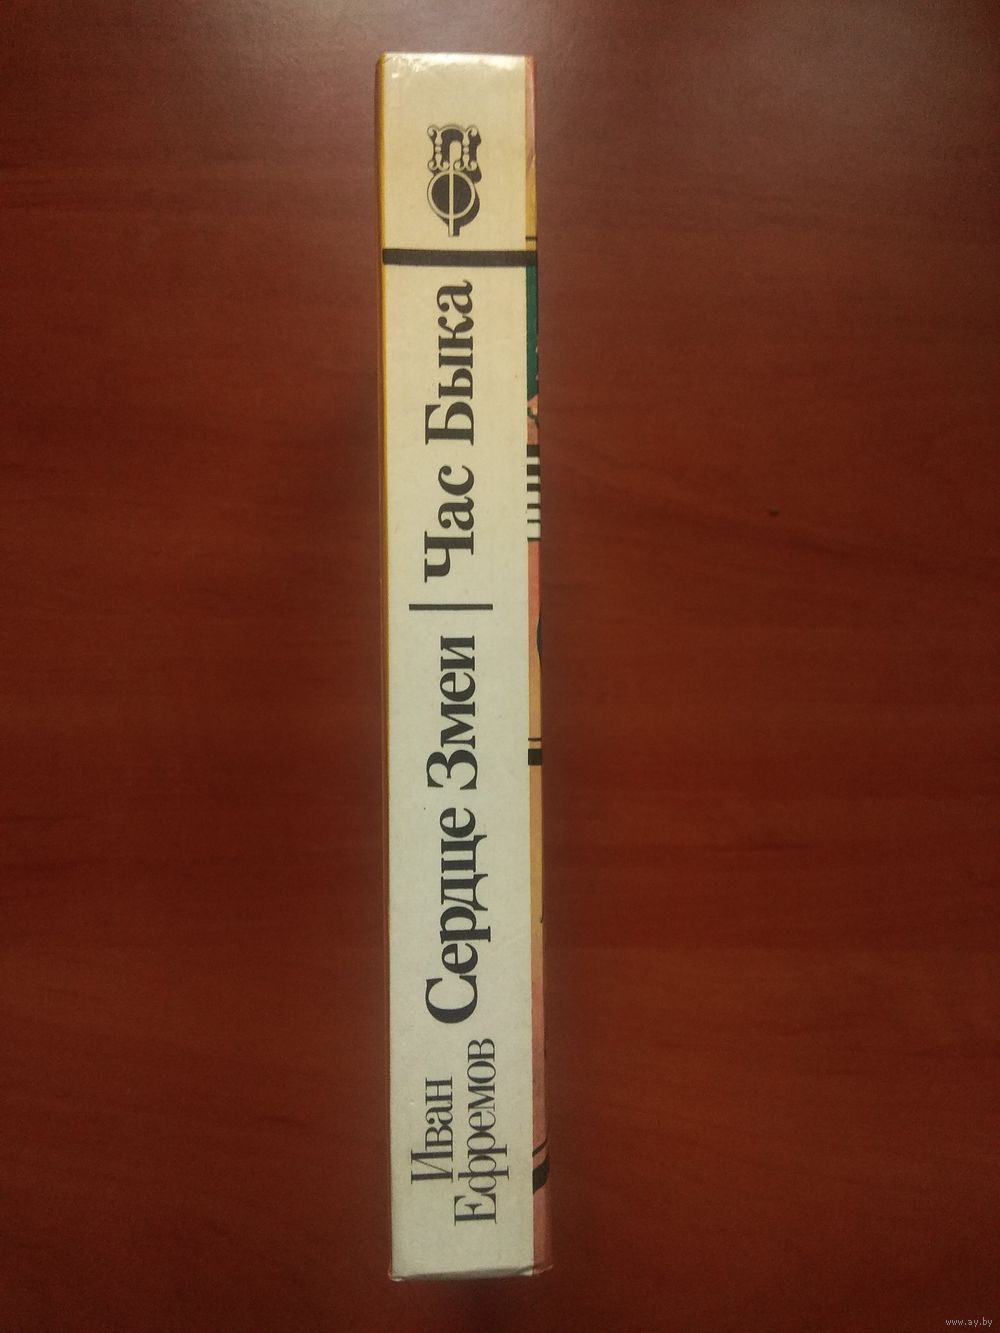 Иван
Ефремов
Сердце Змеи | Час Быка
www.ay.by